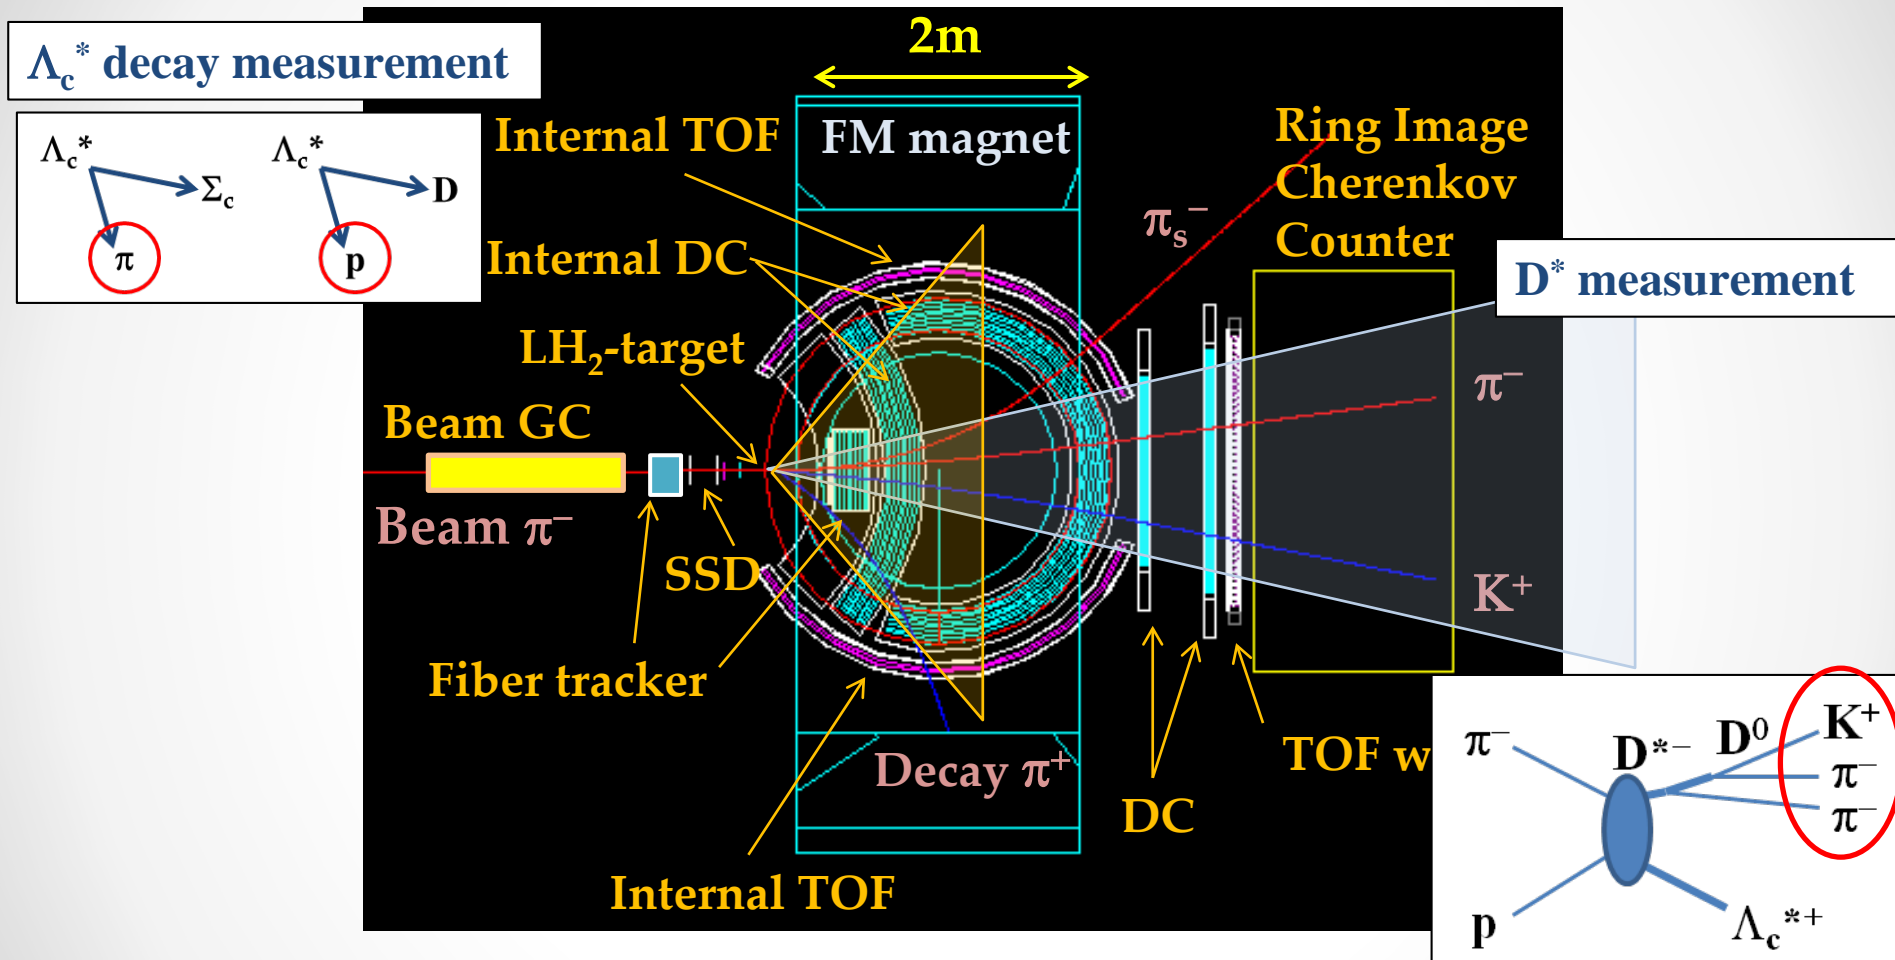 Λc* decay measurement
Λc*
Σc
π
Λc*
D
p
2m
FM magnet
Internal TOF
Internal DC
LH2-target
Beam GC
Beam π−
SSD
Fiber tracker
Internal TOF
Decay π+
DC
TOF w
πs−
Ring Image
Cherenkov
Counter
D* measurement
π−
K+
π−
p
D*−
D0
K+
π−
π−
Λc*+